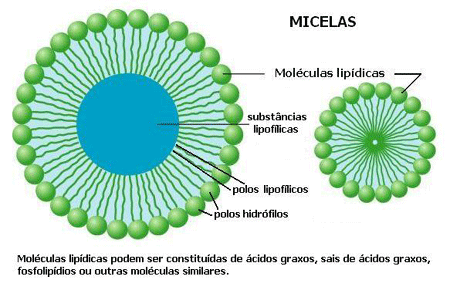 MICELAS
Moléculas lipídicas
substâncias
lipofílicas
polos lipofílicos
polos hidrófilos
Moléculas lipídicas podem ser constituídas de ácidos graxos, sais de ácidos graxos,
fosfolipídios ou outras moléculas similares.